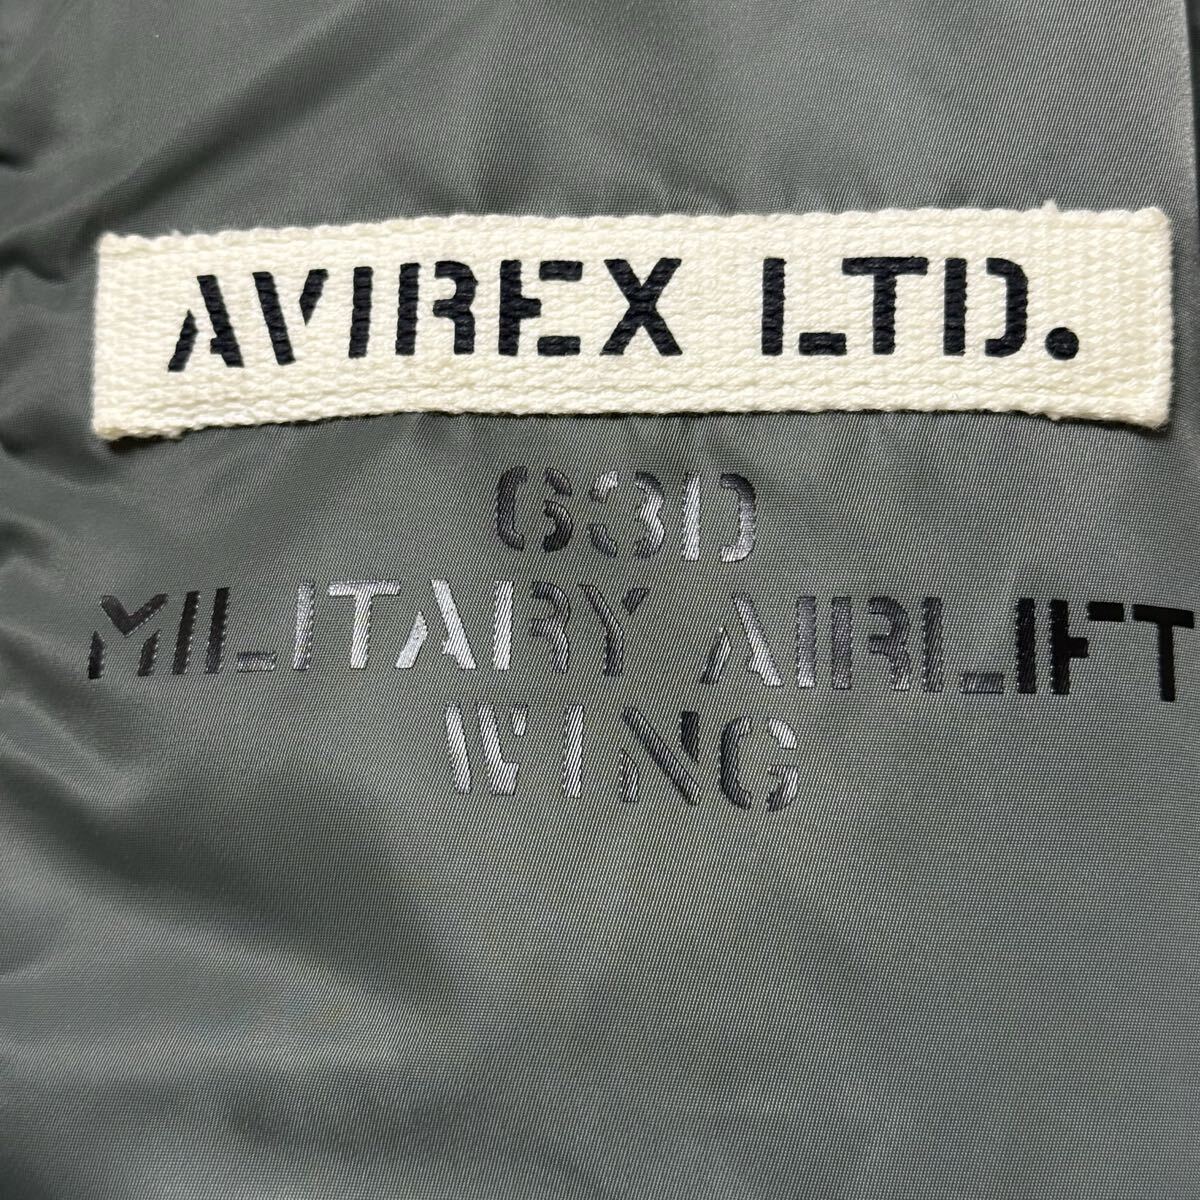 AVIREX LTD.
63D
MILITARY AIRLIFT
WING